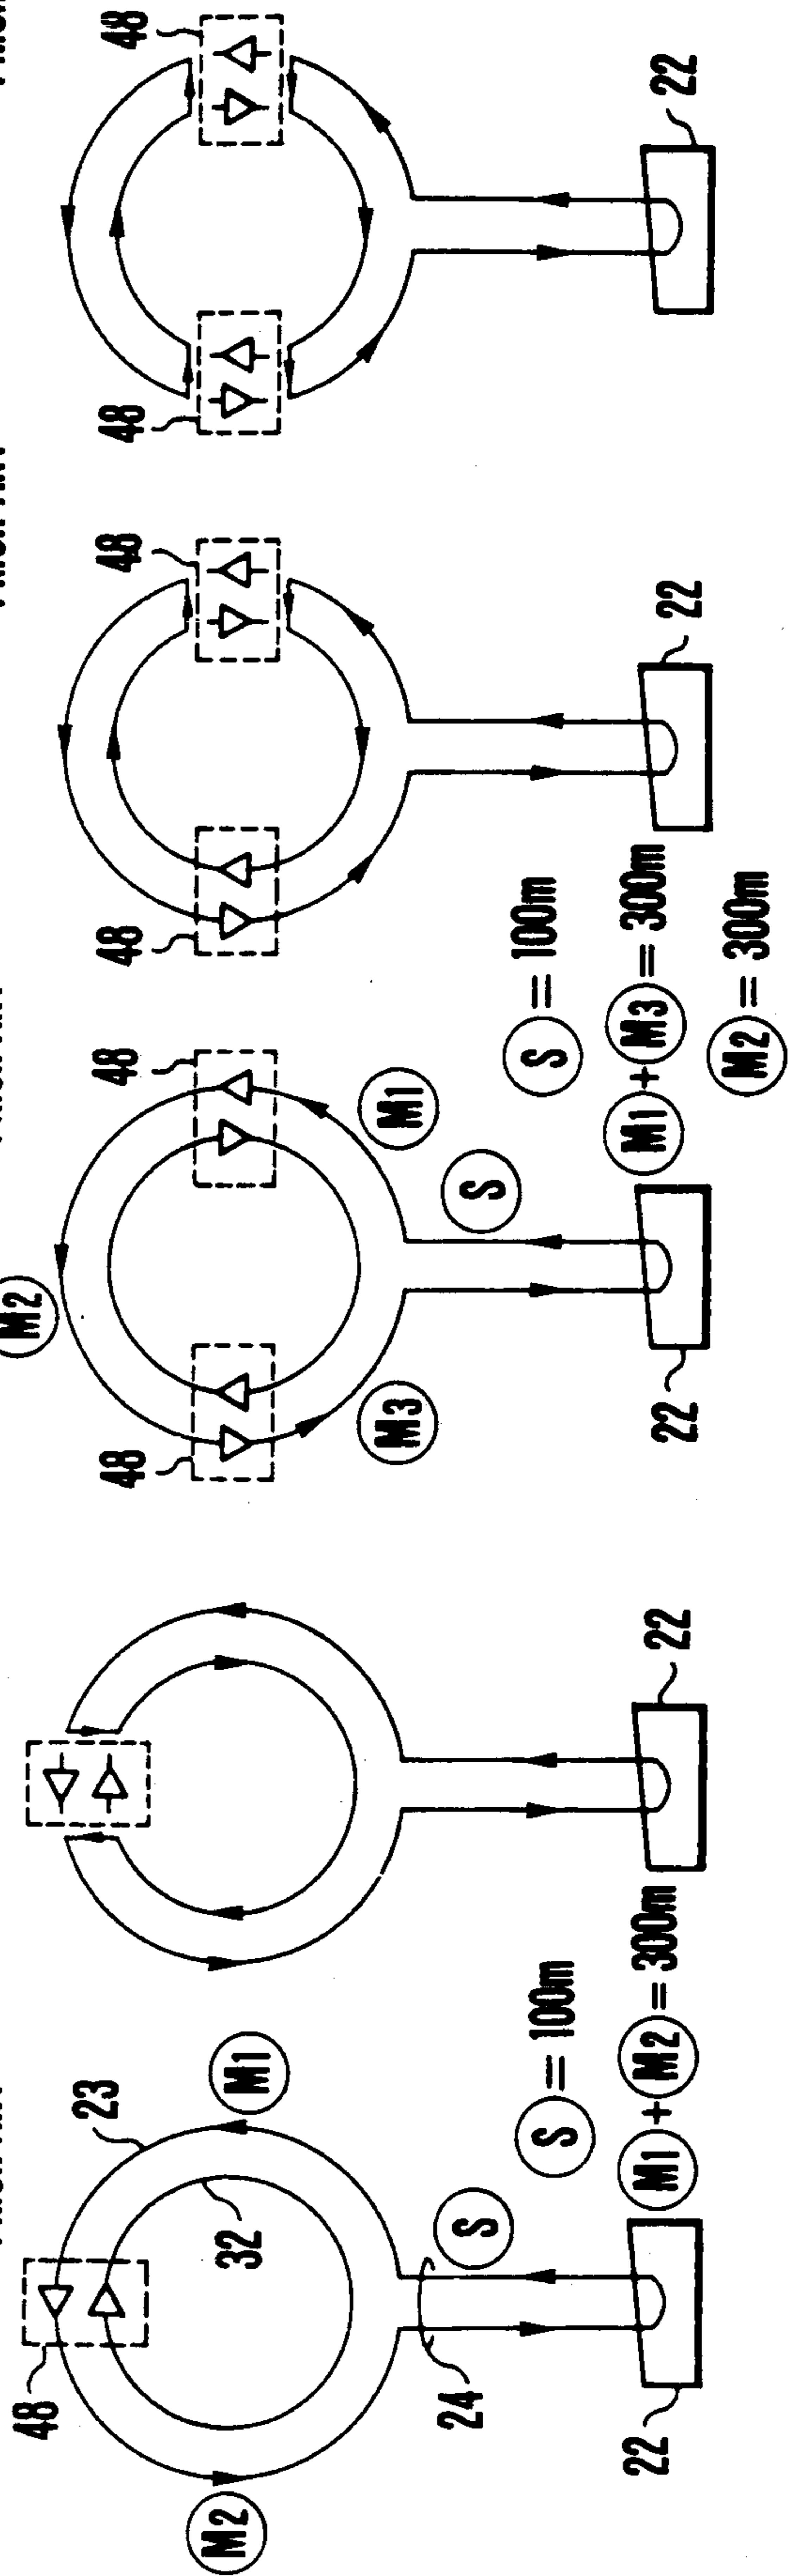 48
23
M2
M1
32
24
S
22
S = 100m
M1 + M2 = 300m
22
M2
48
48
M3
M1
S
22
S = 100m
M1 + M3 = 300m
M2 = 300m
48
48
22
48
48
22